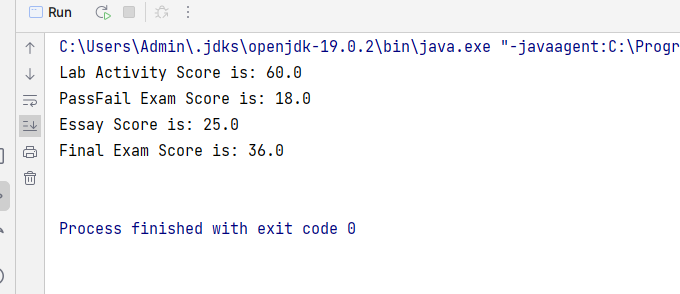 Run
C:\Users\Admin\.jdks\openjdk-19.0.2\bin\java.exe "-javaagent:C:\Progr
Lab Activity Score is: 60.0
PassFail Exam Score is: 18.0
Essay Score is: 25.0
Final Exam Score is: 36.0
Process finished with exit code 0